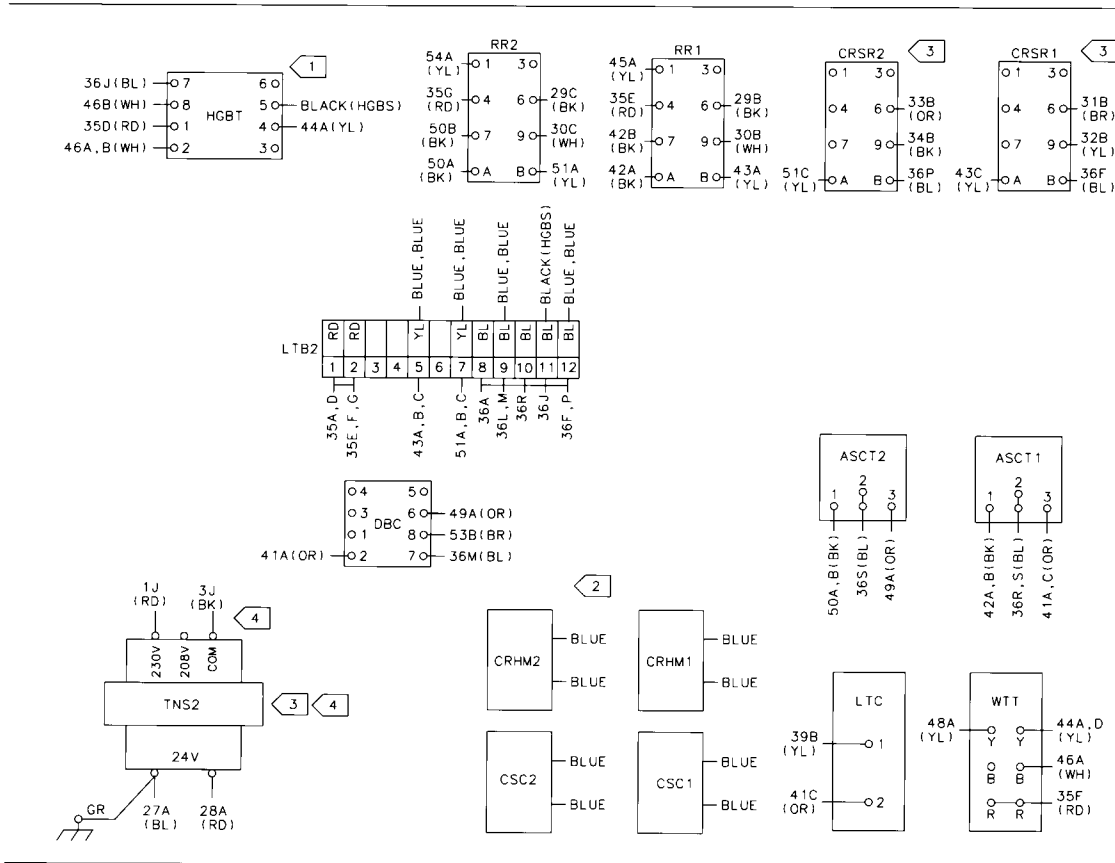 HGBT
1
36J(BL) 7 6
46B(WH) 8 5 BLACK(HGBS)
35D(RD) 1 4 44A(YL)
46A,B(WH) 2 3
RR2
54A (YL) 1 3
35G (RD) 4 6 29C (BK)
50B (BK) 7 9 30C (WH)
50A (BK) A B 51A (YL)
RR1
45A (YL) 1 3
35E (RD) 4 6 29B (BK)
42B (BK) 7 9 30B (WH)
42A (BK) A B 43A (YL)
CRSR2 3
1 3
4 6 33B (OR)
7 9 34B (BK)
51C (YL) A B 36P (BL)
CRSR1 3
1 3
4 6 31B (BR)
7 9 32B (YL)
43C (YL) A B 36F (BL)
BLUE,BLUE
BLUE,BLUE
BLUE,BLUE
BLACK(HGBS)
BLUE,BLUE
LTB2
RD RD YL YL BL BL BL BL BL
1 2 3 4 5 6 7 8 9 10 11 12
35A,D
35E,F,G
43A,B,C
51A,B,C
36A
36L,M
36R
36J
36F,P
DBC
4 5
3 6 49A(OR)
1 8 53B(BR)
41A(OR) 2 7 36M(BL)
ASCT2
1 2 3
50A,B(BK)
36S(BL)
49A(OR)
ASCT1
1 2 3
42A,B(BK)
36R,S(BL)
41A,C(OR)
1J (RD)
3J (BK)
4
230V 208V COM
TNS2 3 4
24V
GR
27A (BL)
28A (RD)
2
CRHM2
BLUE
BLUE
CRHM1
BLUE
BLUE
CSC2
BLUE
BLUE
CSC1
BLUE
BLUE
LTC
39B (YL) 1
41C (OR) 2
WTT
48A (YL) Y Y 44A,D (YL)
B B 46A (WH)
R R 35F (RD)